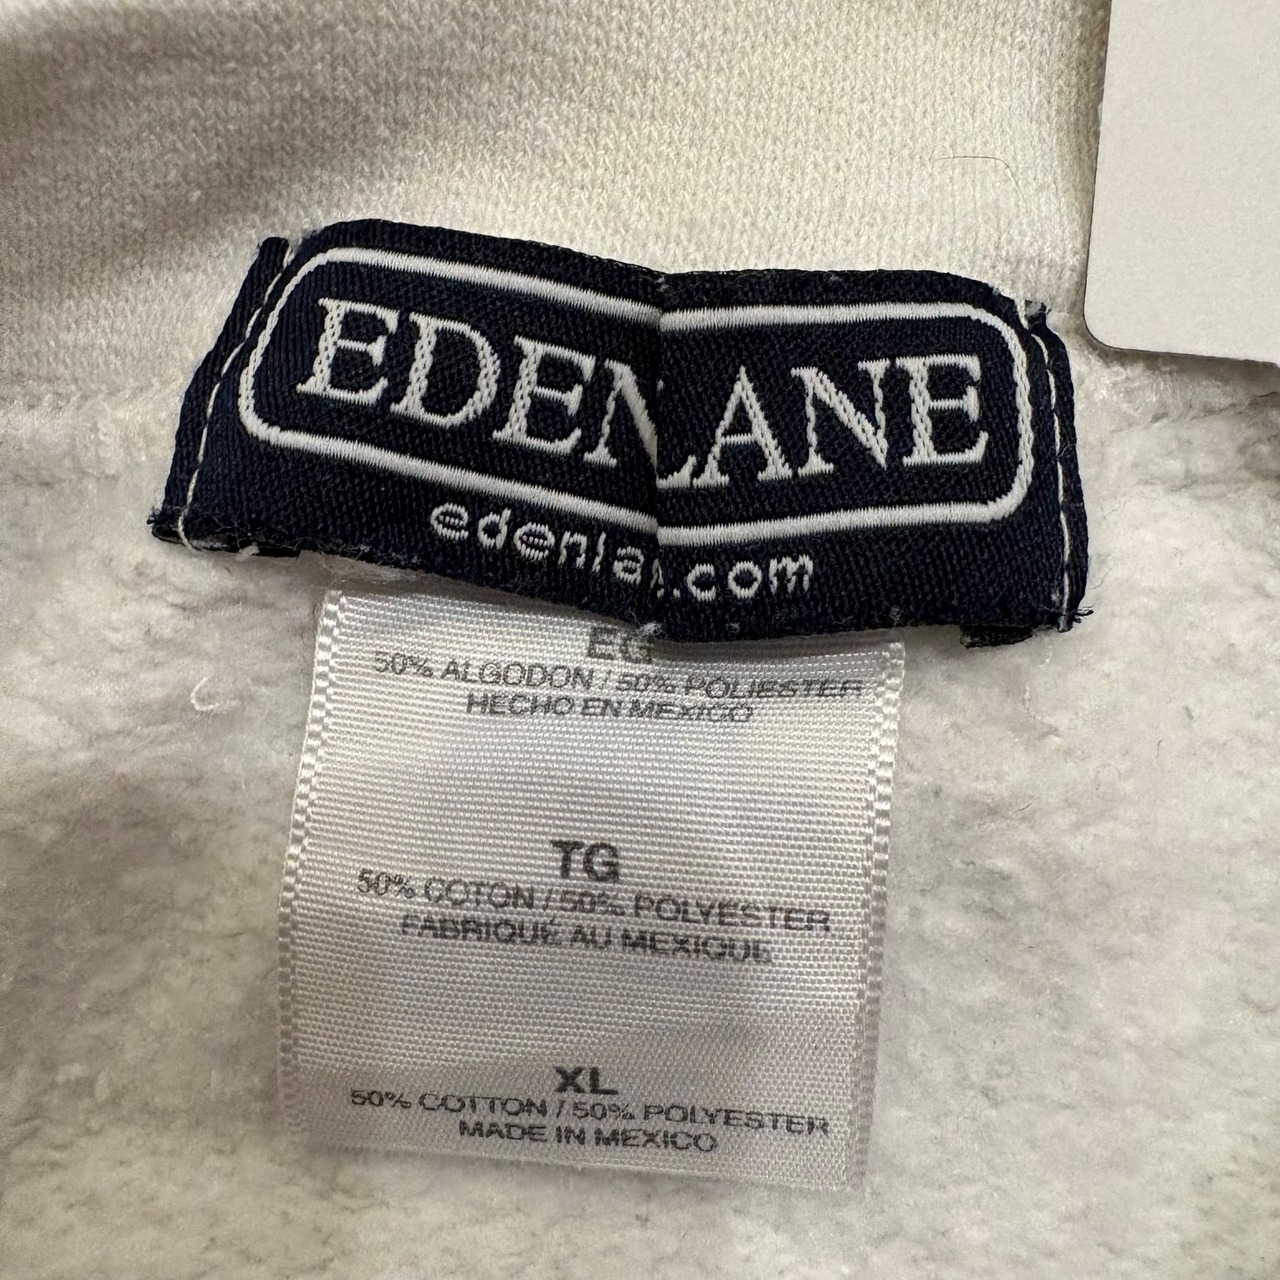 EDENLANE
edenla .com
EG
50% ALGODON / 50% POLIESTER
HECHO EN MEXICO
TG
50% COTON / 50% POLYESTER
FABRIQUÉ AU MEXIQUE
XL
50% COTTON / 50% POLYESTER
MADE IN MEXICO